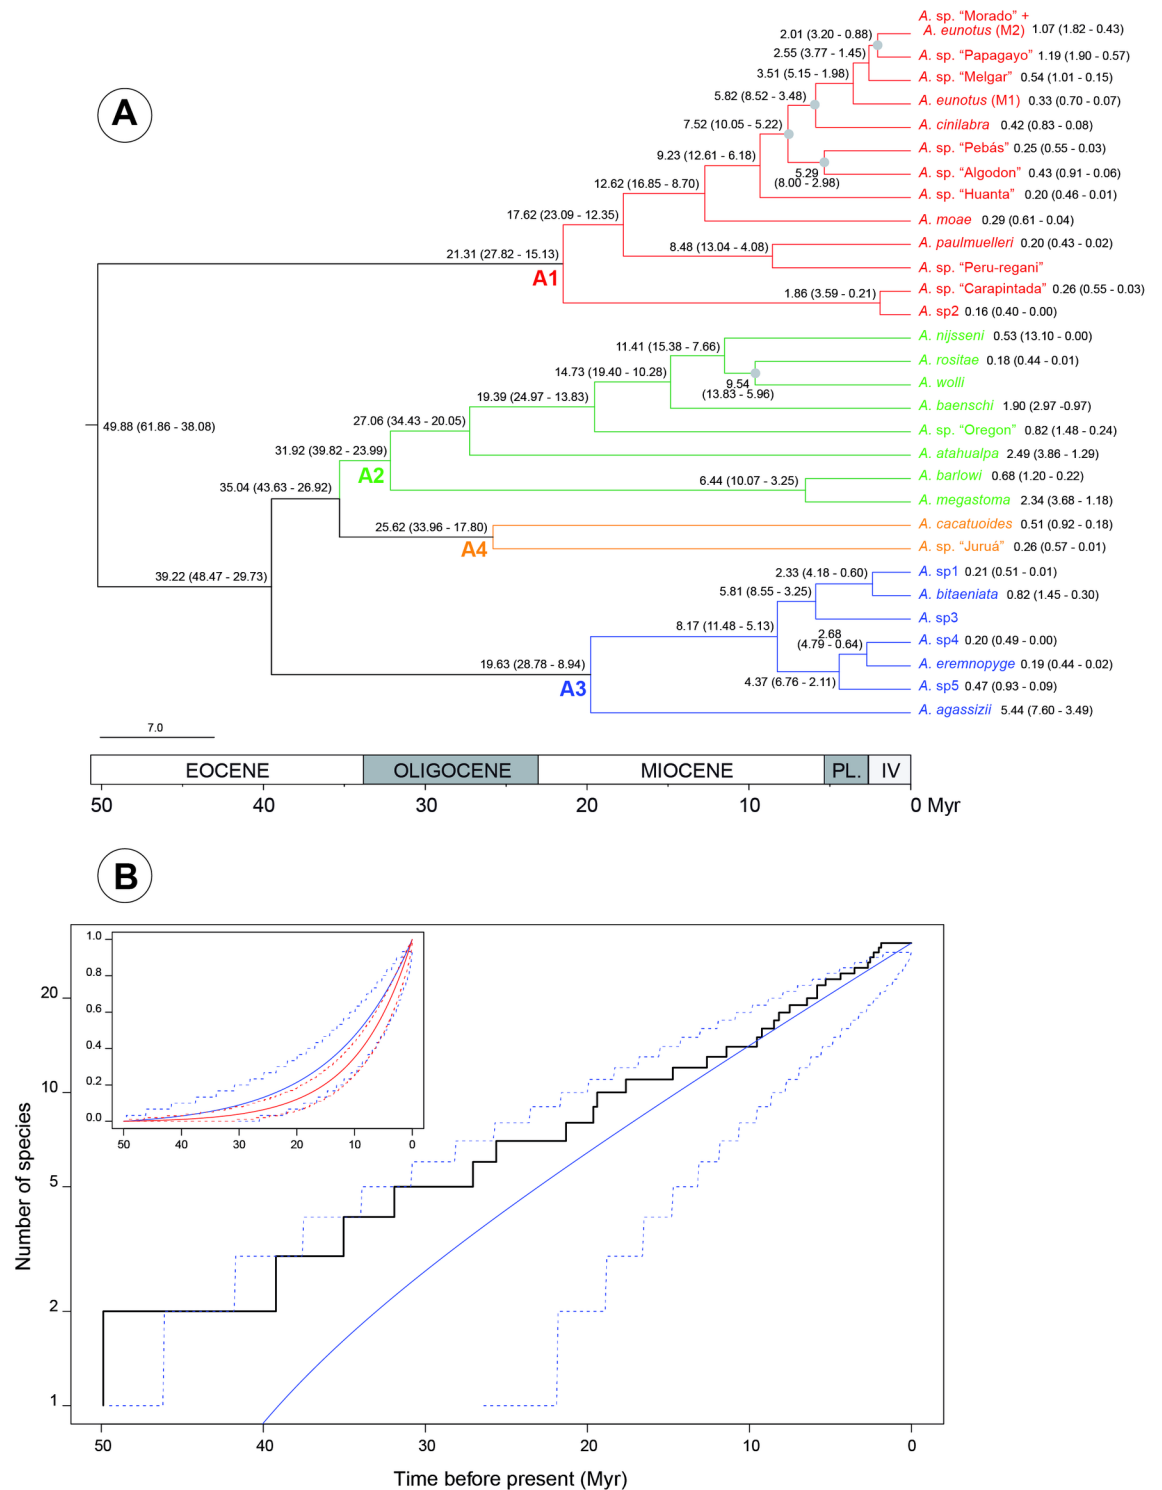 A
A. sp. “Morado” +
2.01 (3.20 - 0.88) A. eunotus (M2) 1.07 (1.82 - 0.43)
2.55 (3.77 - 1.45) A. sp. “Papagayo” 1.19 (1.90 - 0.57)
3.51 (5.15 - 1.98) A. sp. “Melgar” 0.54 (1.01 - 0.15)
5.82 (8.52 - 3.48) A. eunotus (M1) 0.33 (0.70 - 0.07)
7.52 (10.05 - 5.22) A. cinilabra 0.42 (0.83 - 0.08)
9.23 (12.61 - 6.18) A. sp. “Pebás” 0.25 (0.55 - 0.03)
5.29 A. sp. “Algodon” 0.43 (0.91 - 0.06)
12.62 (16.85 - 8.70) (8.00 - 2.98)
A. sp. “Huanta” 0.20 (0.46 - 0.01)
17.62 (23.09 - 12.35) A. moae 0.29 (0.61 - 0.04)
8.48 (13.04 - 4.08) A. paulmuelleri 0.20 (0.43 - 0.02)
21.31 (27.82 - 15.13)
A. sp. “Peru-regani”
A1
1.86 (3.59 - 0.21) A. sp. “Carapintada” 0.26 (0.55 - 0.03)
A. sp2 0.16 (0.40 - 0.00)
A. nijsseni 0.53 (13.10 - 0.00)
11.41 (15.38 - 7.66)
A. rositae 0.18 (0.44 - 0.01)
14.73 (19.40 - 10.28)
9.54 A. wolli
(13.83 - 5.96)
19.39 (24.97 - 13.83)
A. baenschi 1.90 (2.97 -0.97)
27.06 (34.43 - 20.05)
49.88 (61.86 - 38.08)
A. sp. “Oregon” 0.82 (1.48 - 0.24)
31.92 (39.82 - 23.99)
A. atahualpa 2.49 (3.86 - 1.29)
A2
6.44 (10.07 - 3.25) A. barlowi 0.68 (1.20 - 0.22)
35.04 (43.63 - 26.92)
A. megastoma 2.34 (3.68 - 1.18)
25.62 (33.96 - 17.80) A. cacatuoides 0.51 (0.92 - 0.18)
A4
A. sp. “Juruá” 0.26 (0.57 - 0.01)
39.22 (48.47 - 29.73)
2.33 (4.18 - 0.60) A. sp1 0.21 (0.51 - 0.01)
5.81 (8.55 - 3.25) A. bitaeniata 0.82 (1.45 - 0.30)
A. sp3
8.17 (11.48 - 5.13)
2.68
(4.79 - 0.64) A. sp4 0.20 (0.49 - 0.00)
19.63 (28.78 - 8.94) A. eremnopyge 0.19 (0.44 - 0.02)
4.37 (6.76 - 2.11) A. sp5 0.47 (0.93 - 0.09)
A3
A. agassizii 5.44 (7.60 - 3.49)
7.0
EOCENE OLIGOCENE MIOCENE PL. IV
50 40 30 20 10 0 Myr
B
1.0
0.8
0.6
0.4
0.2
0.0
50 40 30 20 10 0
20
10
5
2
1
Number of species
50 40 30 20 10 0
Time before present (Myr)